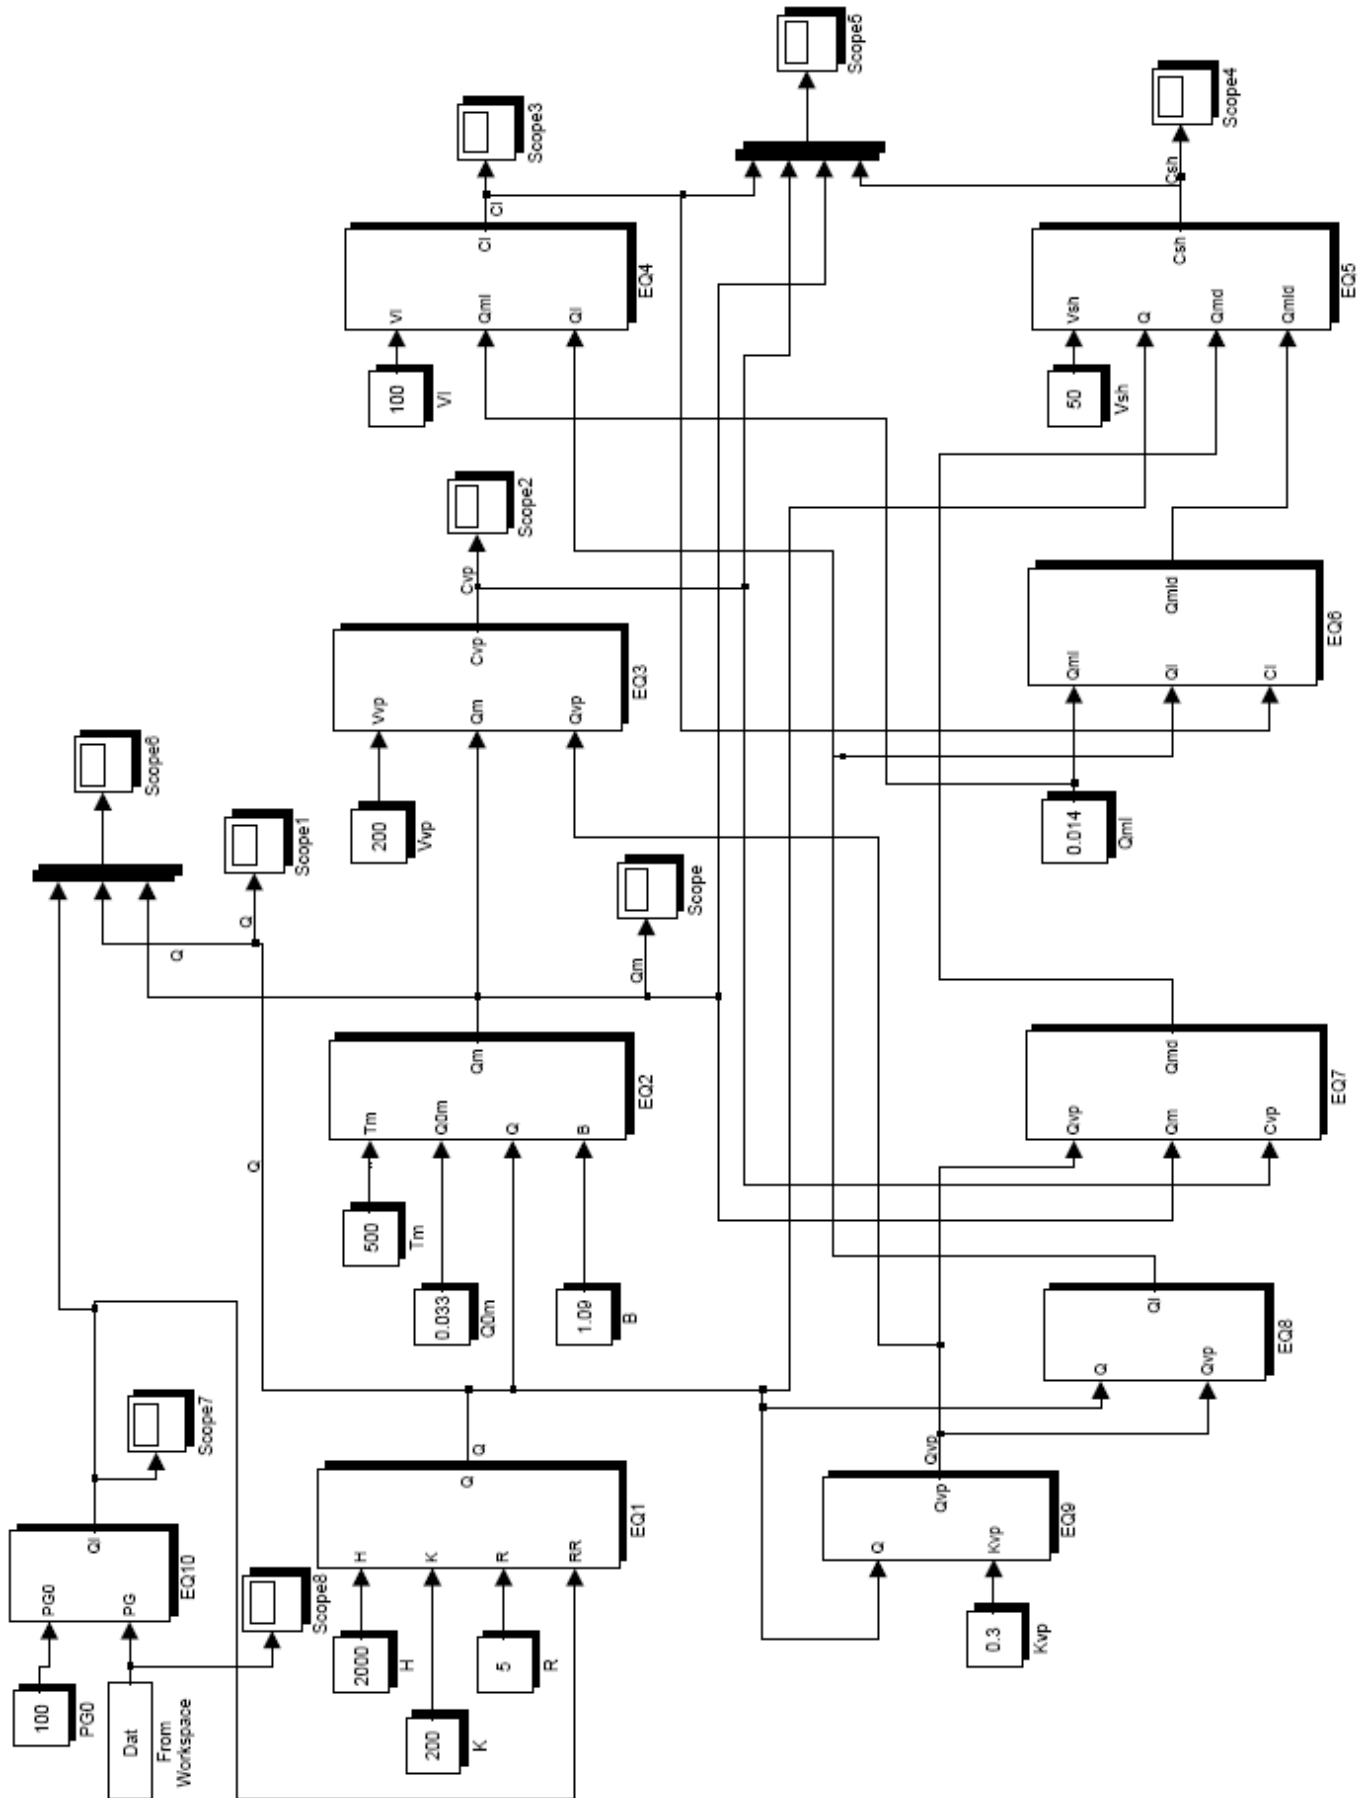 100
PG0
Dat
From
Workspace
PG0
PG
QI
EQ10
Scope8
Scope7
Scope6
2000
H
200
K
5
R
H
K
R
RR
Q
EQ1
Q
Q
Q
Q
Scope1
500
Tm
0.033
Q0m
1.09
B
Tm
Q0m
Q
B
Qm
EQ2
Qm
Scope
200
Vvp
Vvp
Qm
Qvp
Cvp
EQ3
Cvp
Scope2
100
Vl
Vl
Qml
Ql
Cl
EQ4
Cl
Scope3
Scope5
0.3
Kvp
Q
Kvp
Qvp
EQ9
Qvp
Q
Qvp
Ql
EQ8
Qvp
Qm
Cvp
Qmd
EQ7
0.014
Qml
Qml
Ql
Cl
Qmld
EQ6
50
Vsh
Vsh
Q
Qmd
Qmld
Csh
EQ5
Csh
Scope4